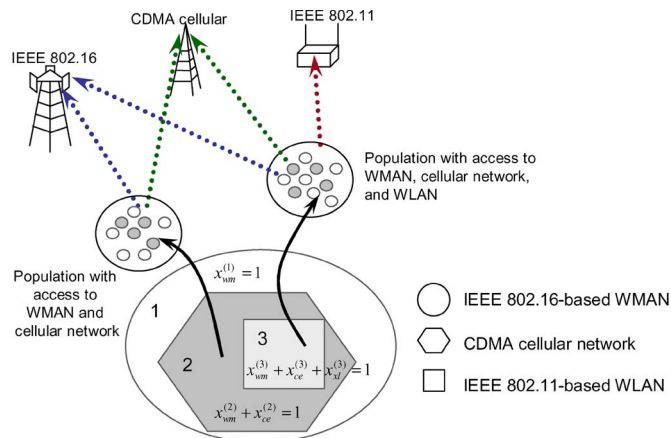 CDMA cellular
IEEE 802.11
IEEE 802.16
Population with access to
WMAN, cellular network,
and WLAN
Population with
access to
WMAN and
cellular network
x_{wm}^{(1)} = 1
1
2
3
x_{wm}^{(3)} + x_{ce}^{(3)} + x_{xl}^{(3)} = 1
x_{wm}^{(2)} + x_{ce}^{(2)} = 1
IEEE 802.16-based WMAN
CDMA cellular network
IEEE 802.11-based WLAN